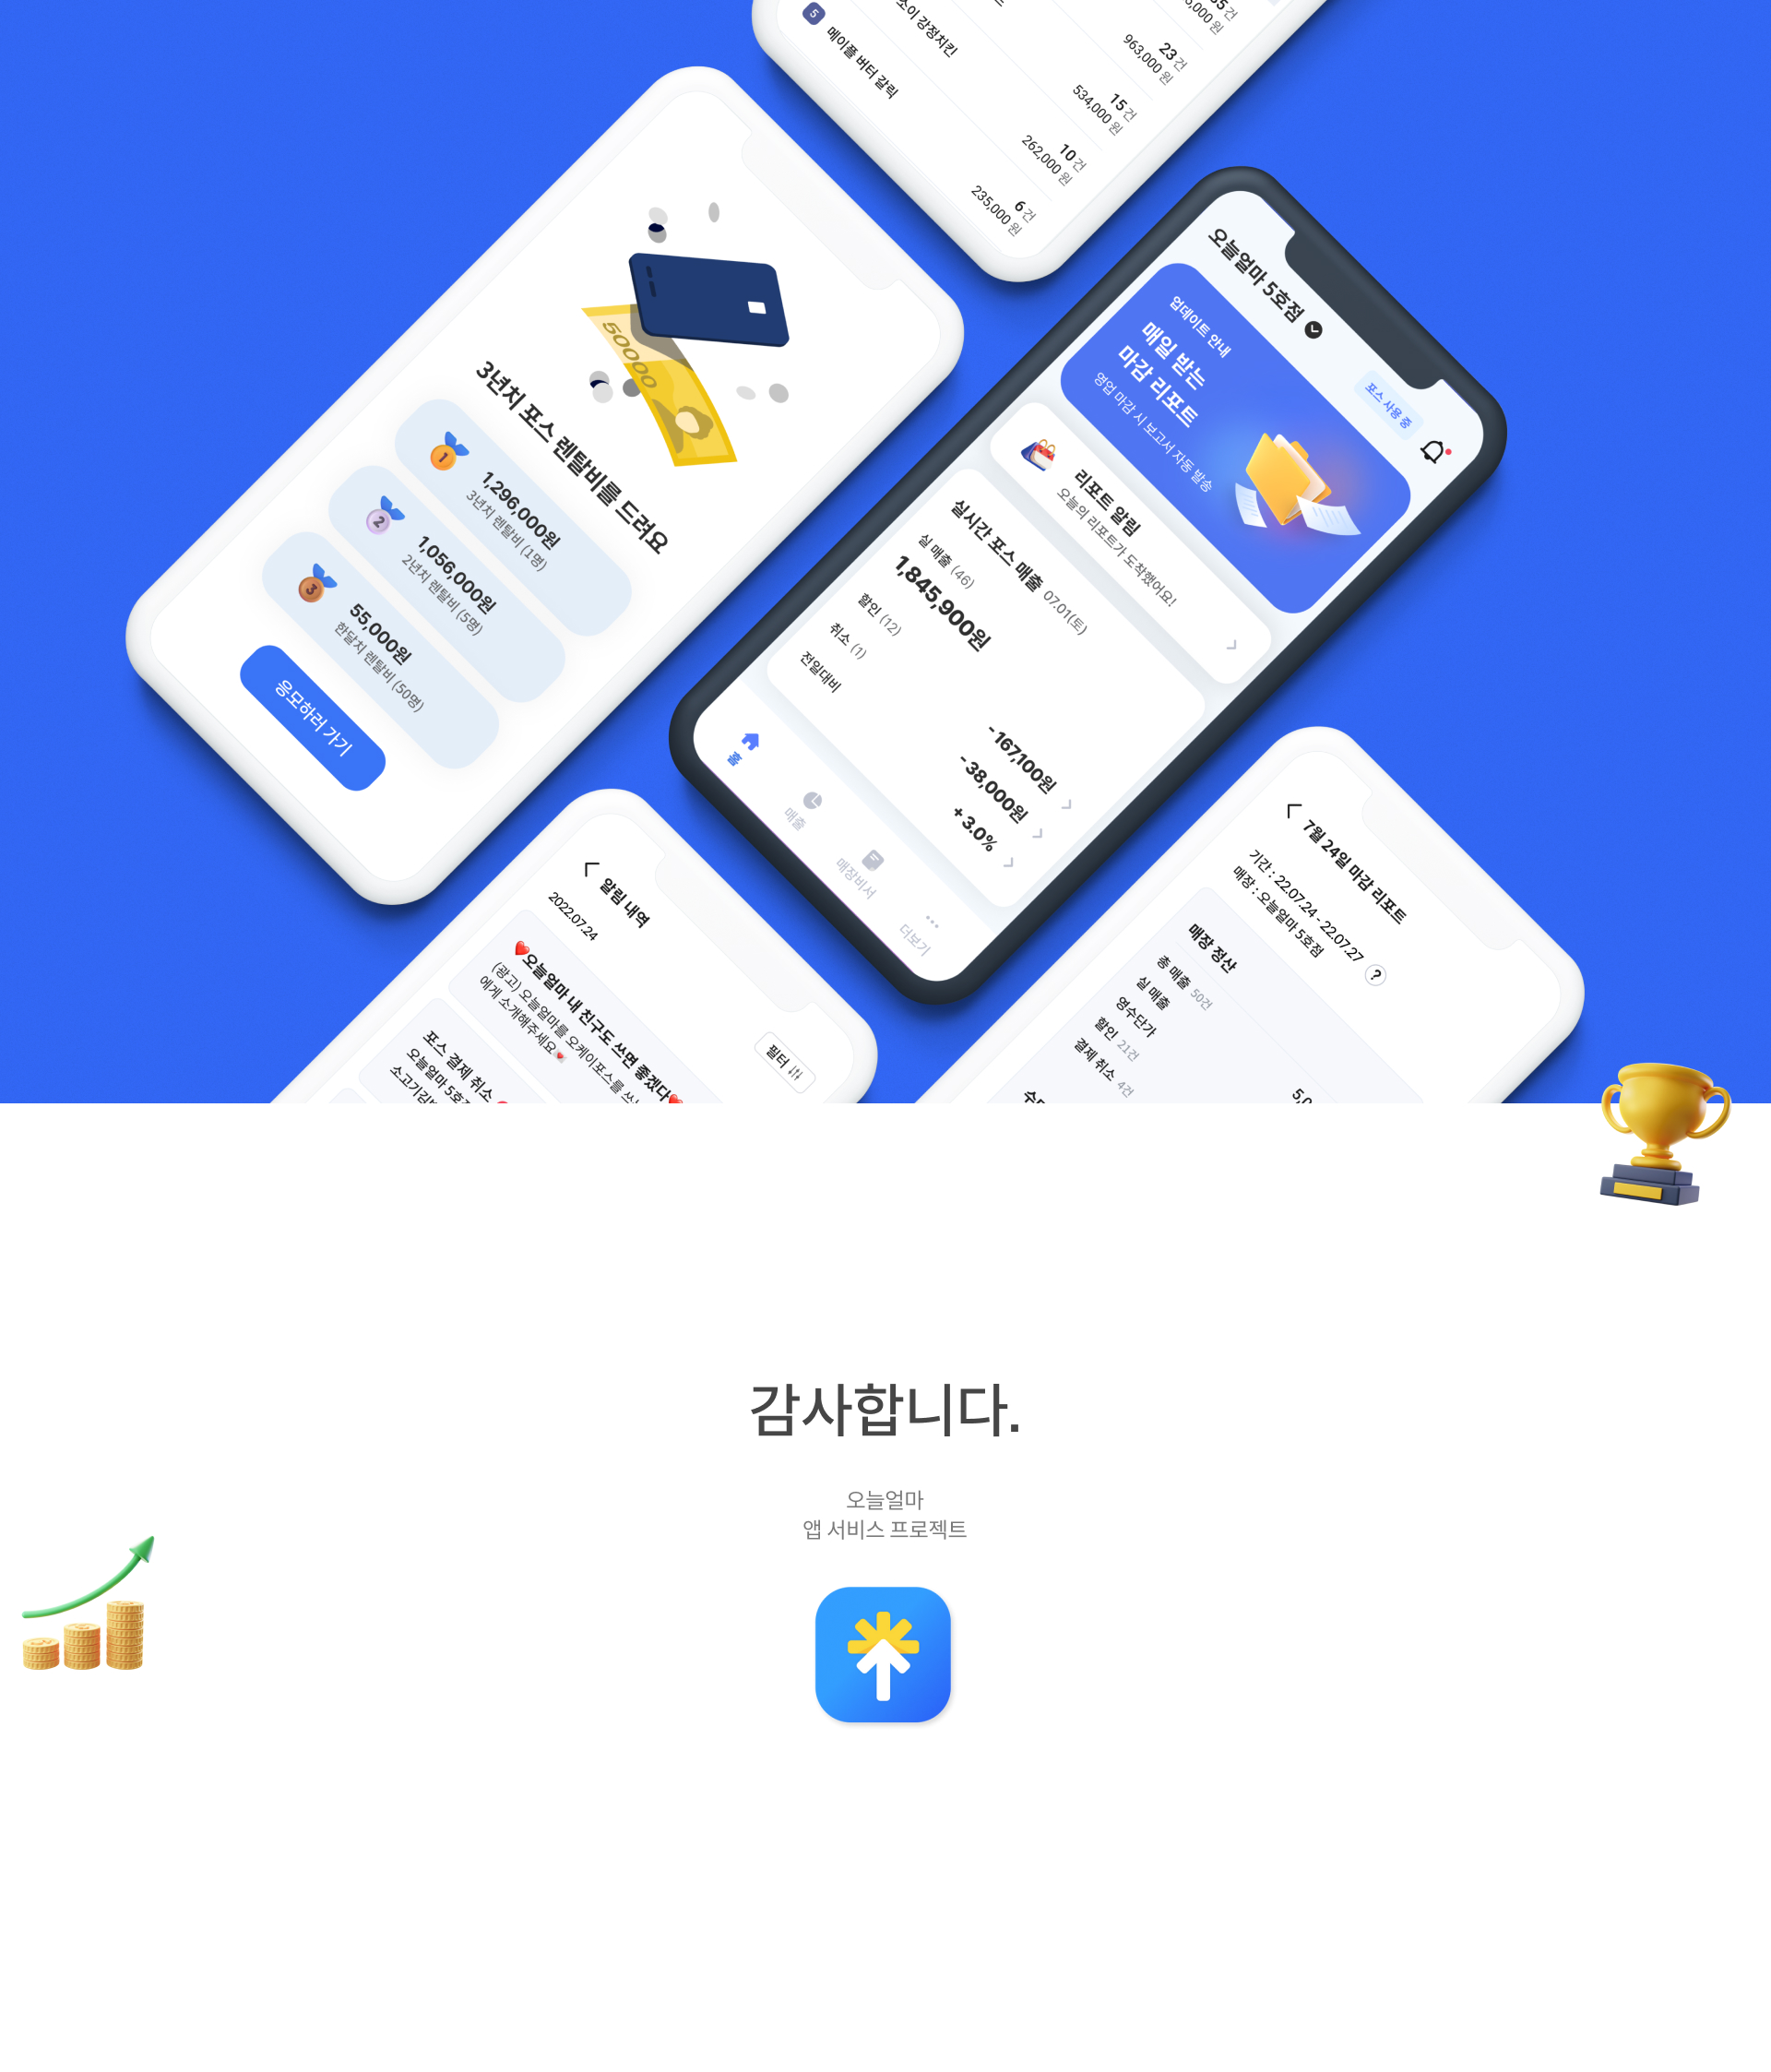 5
메이플 버터 갈릭
소이 강정치킨
23건
963,000원
15건
534,000원
10건
262,000원
6건
235,000원
50000
3년치 포스 렌탈비를 드려요
1
1,296,000원
3년치 렌탈비 (1명)
2
1,056,000원
2년치 렌탈비 (5명)
3
55,000원
한달치 렌탈비 (50명)
응모하러 가기
오늘얼마 5호점
포스 사용 중
업데이트 안내
매일 받는
마감 리포트
영업 마감 시 보고서 자동 발송
리포트 알림
오늘의 리포트가 도착했어요!
실시간 포스 매출 07.01(토)
실 매출 (46)
1,845,900원
할인 (12) -167,100원
취소 (1) -38,000원
전일대비 +3.0%
홈
매출
매장비서
더보기
알림 내역
2022.07.24
필터
❤️오늘얼마 내 친구도 쓰면 좋겠다❤️
(광고) 오늘얼마를 오케이포스를 쓰시
에게 소개해주세요💌
포스 결제 취소
오늘얼마 5호
7월 24일 마감 리포트
기간 : 22.07.24 - 22.07.27 ?
매장 : 오늘얼마 5호점
매장 정산
총 매출 50건
실 매출
영수단가
할인 21건
결제 취소 4건
감사합니다.
오늘얼마
앱 서비스 프로젝트